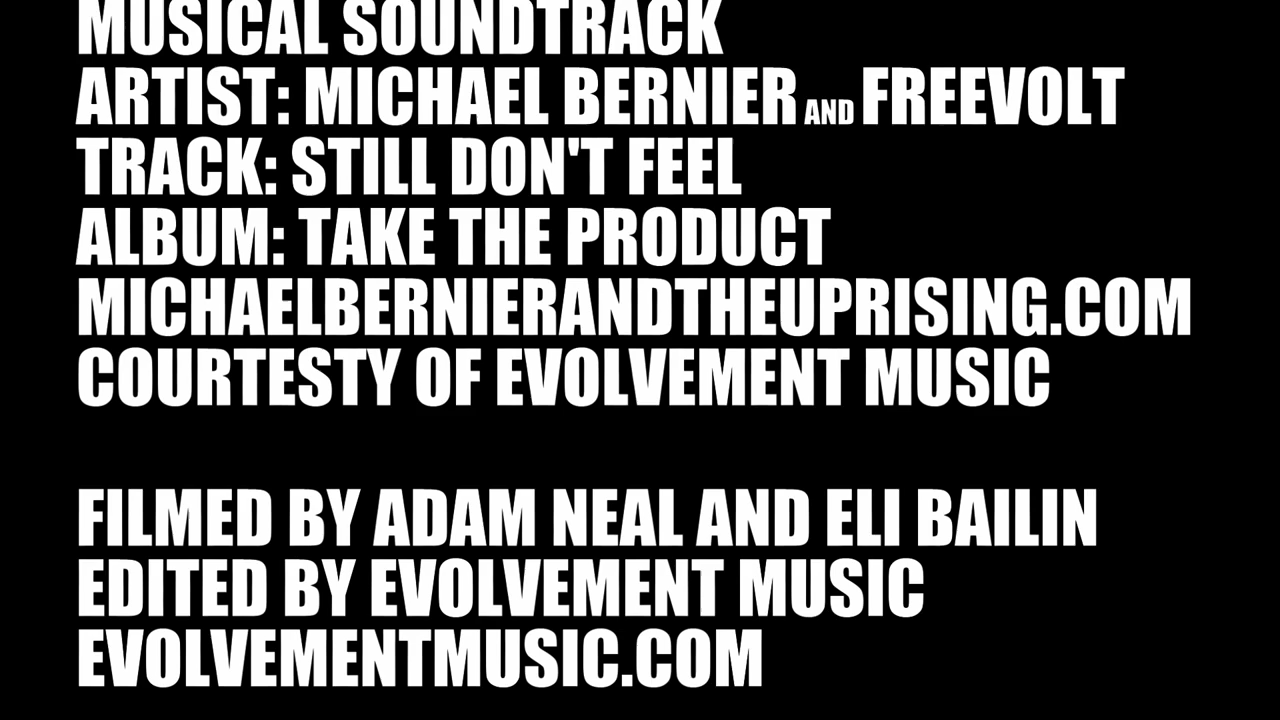 MUSICAL SOUNDTRACK
ARTIST: MICHAEL BERNIER AND FREEVOLT
TRACK: STILL DON'T FEEL
ALBUM: TAKE THE PRODUCT
MICHAELBERNIERANDTHEUPRISING.COM
COURTESTY OF EVOLVEMENT MUSIC
FILMED BY ADAM NEAL AND ELI BAILIN
EDITED BY EVOLVEMENT MUSIC
EVOLVEMENTMUSIC.COM